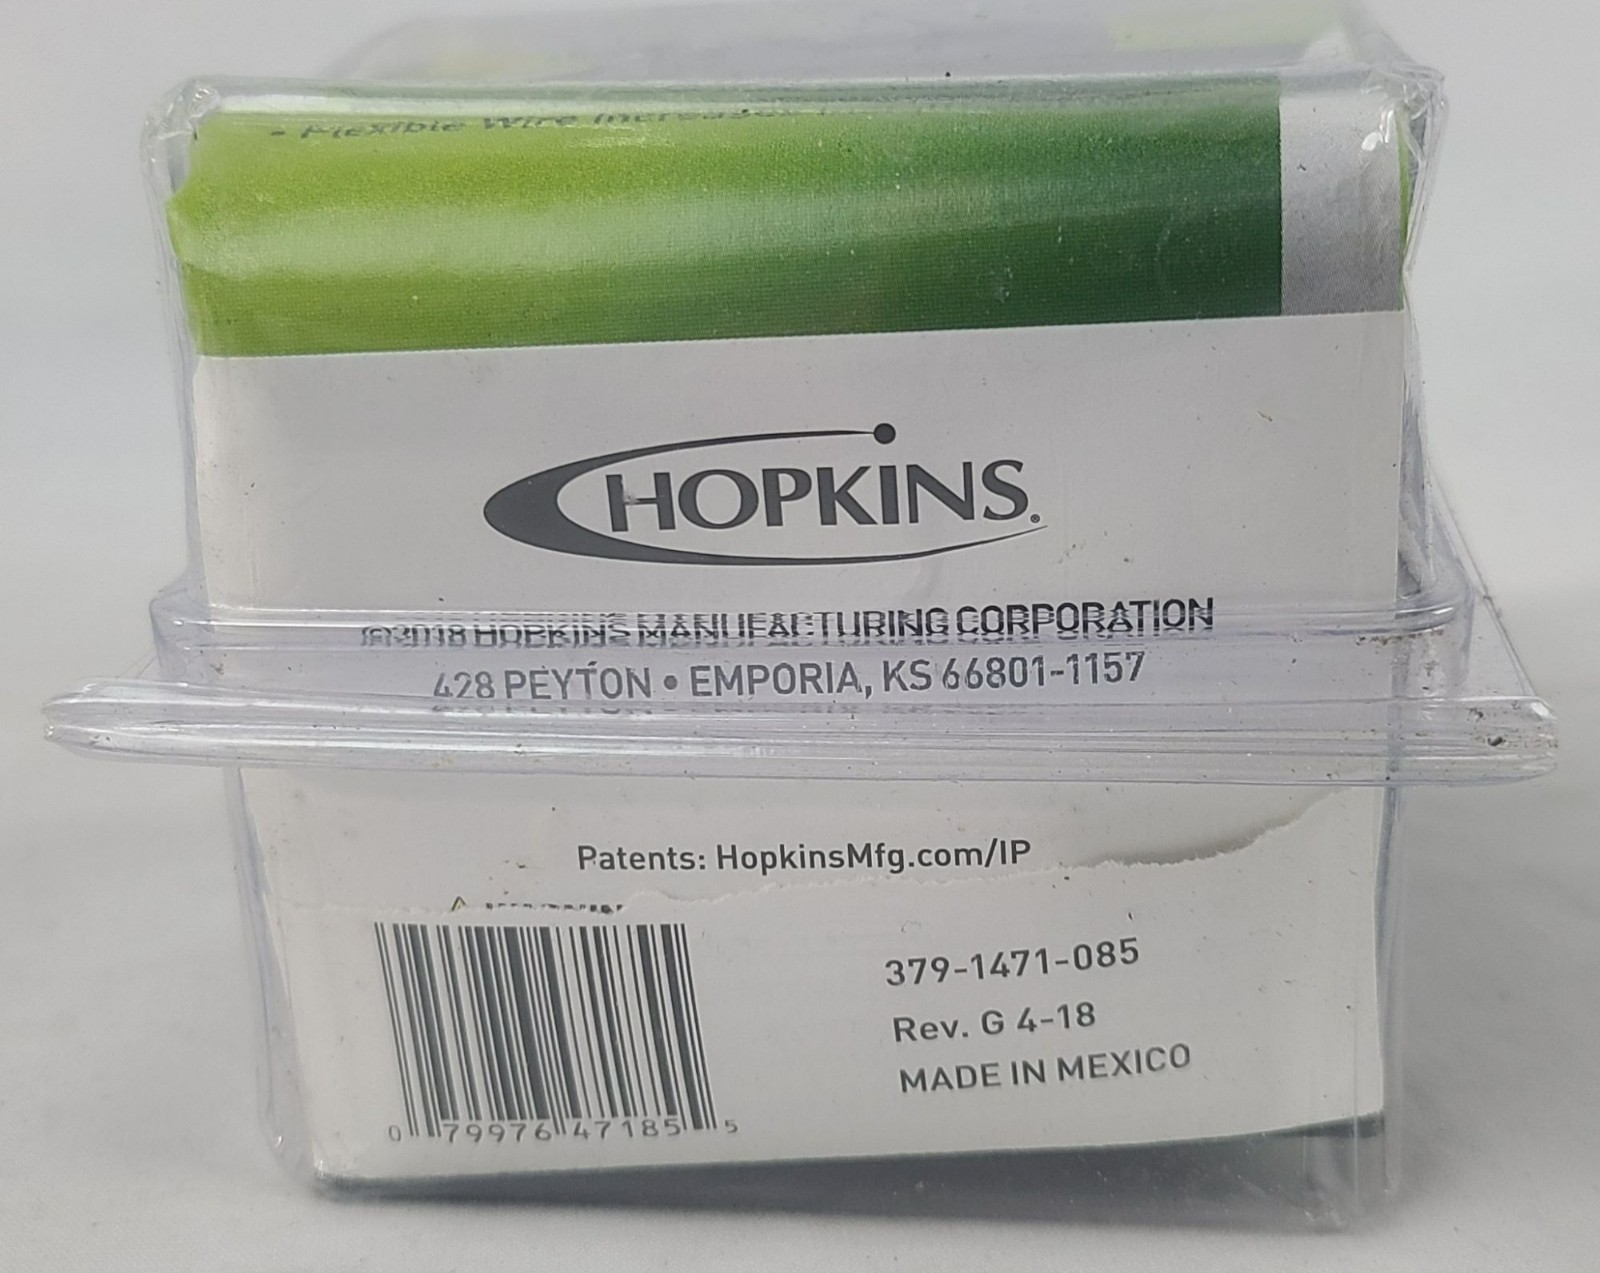 - Flexible Wire Increases
HOPKINS®
©2018 HOPKINS MANUFACTURING CORPORATION
428 PEYTON • EMPORIA, KS 66801-1157
Patents: HopkinsMfg.com/IP
379-1471-085
Rev. G 4-18
MADE IN MEXICO
0 79976 47185 5